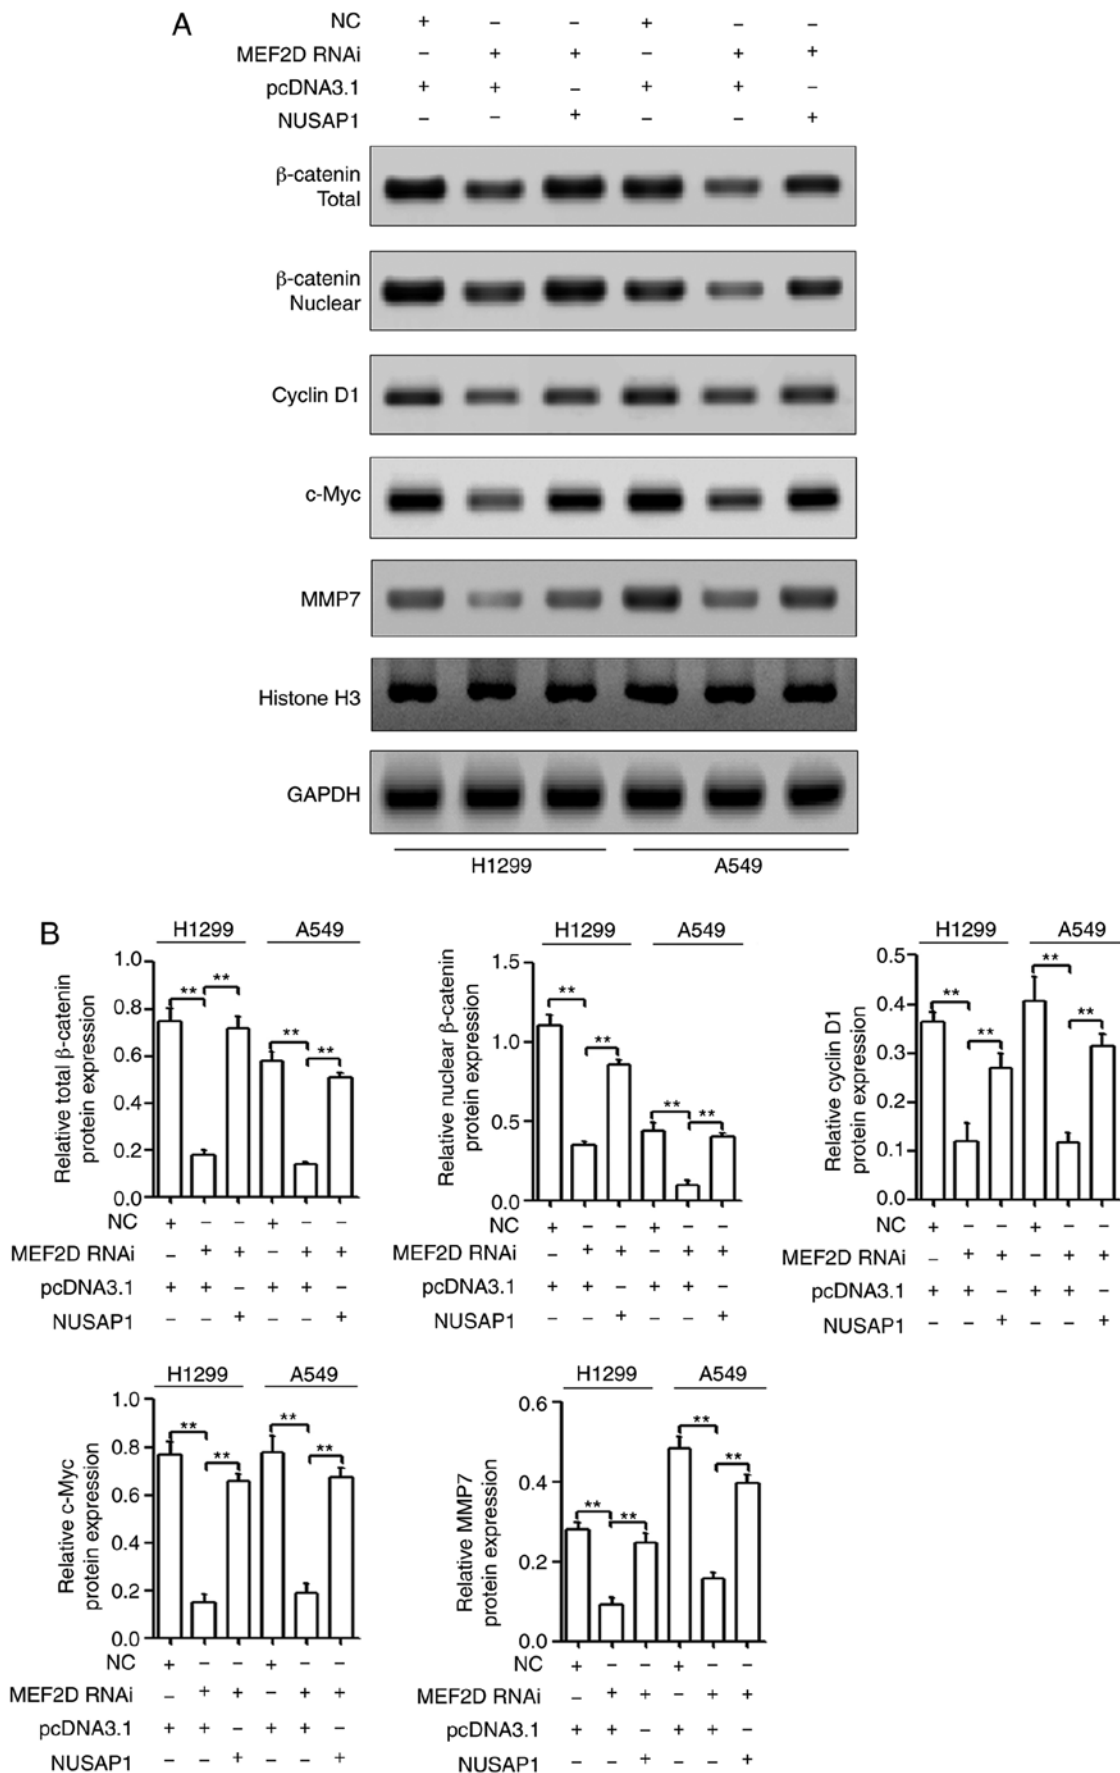 A
NC + – – + – –
MEF2D RNAi – + + – + +
pcDNA3.1 + + – + + –
NUSAP1 – – + – – +
β-catenin
Total
β-catenin
Nuclear
Cyclin D1
c-Myc
MMP7
Histone H3
GAPDH
H1299 A549
B
H1299 A549
Relative total β-catenin
protein expression
1.0
0.8
0.6
0.4
0.2
0.0
** ** ** **
NC + – – + – –
MEF2D RNAi – + + – + +
pcDNA3.1 + + – + + –
NUSAP1 – – + – – +
H1299 A549
Relative nuclear β-catenin
protein expression
1.5
1.0
0.5
0.0
** ** ** **
NC + – – + – –
MEF2D RNAi – + + – + +
pcDNA3.1 + + – + + –
NUSAP1 – – + – – +
H1299 A549
Relative cyclin D1
protein expression
0.5
0.4
0.3
0.2
0.1
0.0
** ** ** **
NC + – – + – –
MEF2D RNAi – + + – + +
pcDNA3.1 + + – + + –
NUSAP1 – – + – – +
H1299 A549
Relative c-Myc
protein expression
1.0
0.8
0.6
0.4
0.2
0.0
** ** ** **
NC + – – + – –
MEF2D RNAi – + + – + +
pcDNA3.1 + + – + + –
NUSAP1 – – + – – +
H1299 A549
Relative MMP7
protein expression
0.6
0.4
0.2
0.0
** ** ** **
NC + – – + – –
MEF2D RNAi – + + – + +
pcDNA3.1 + + – + + –
NUSAP1 – – + – – +